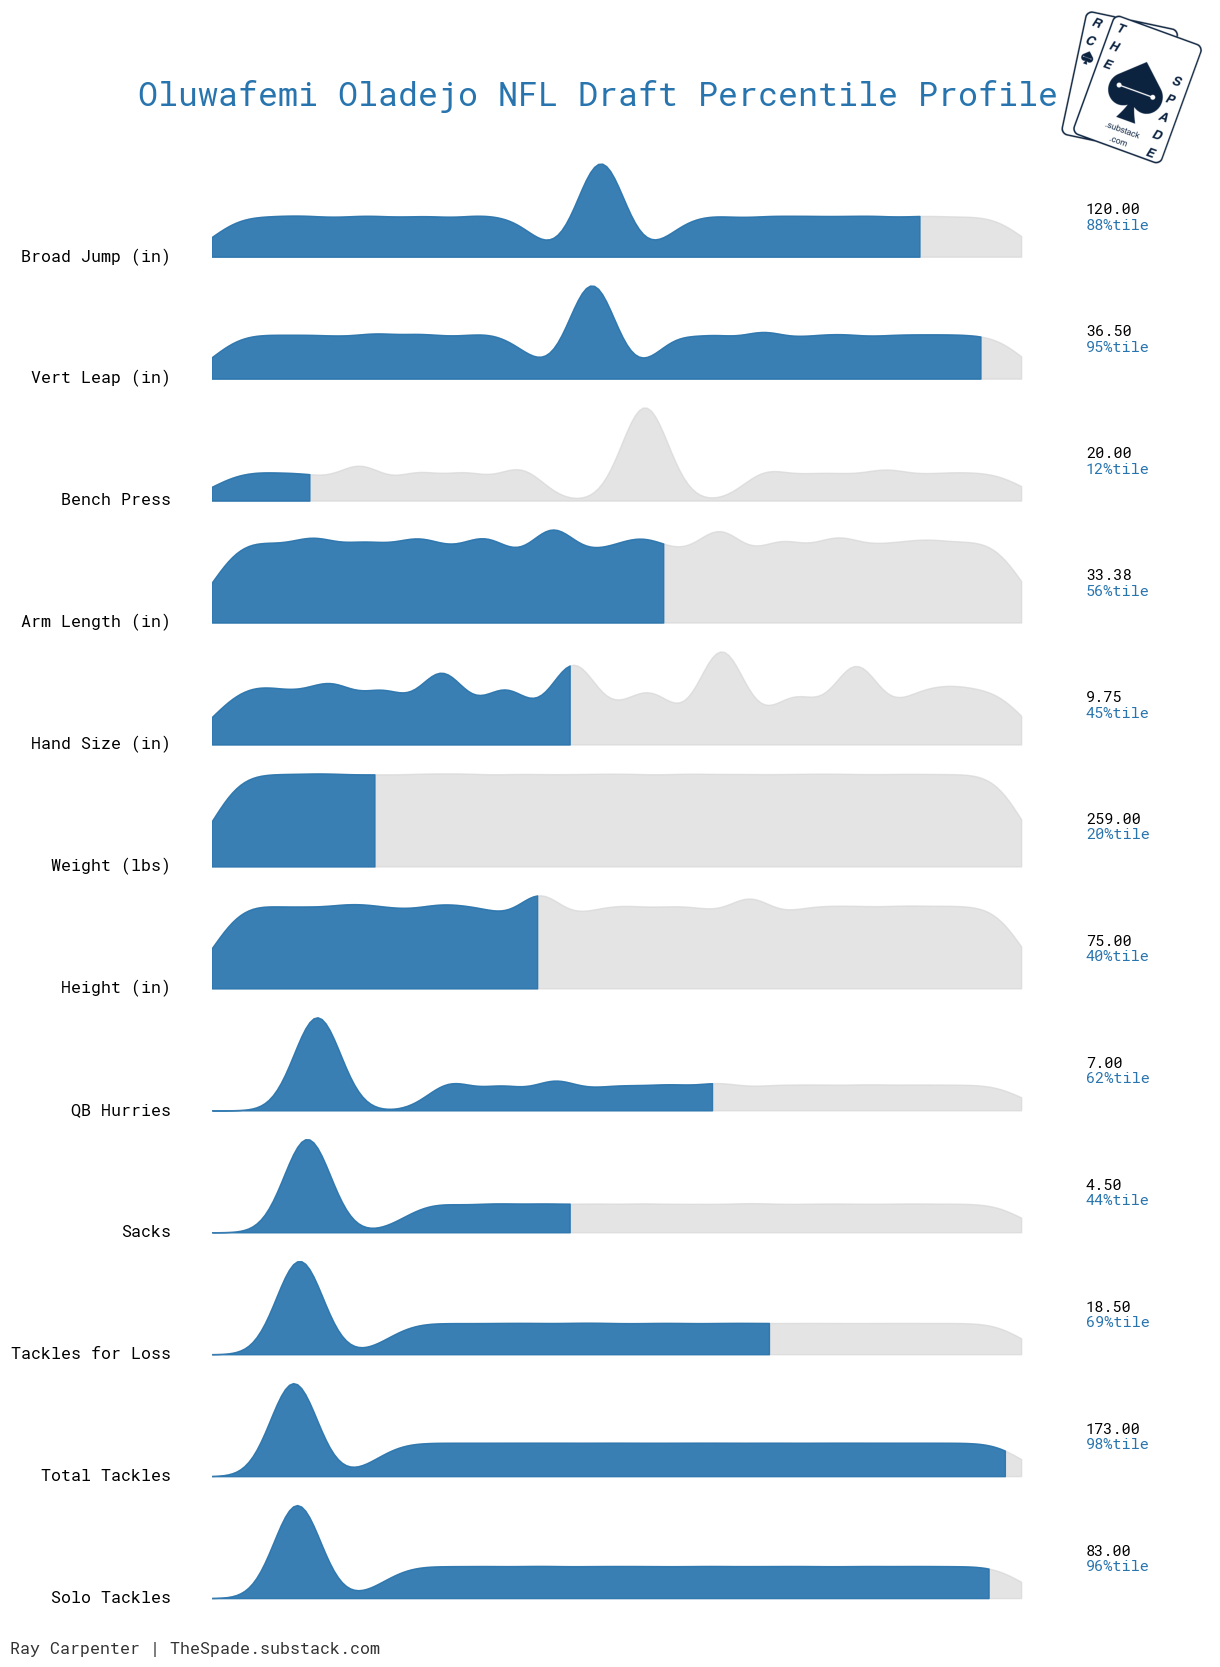 R
C
T
H
E
S
P
A
D
E
.substack
.com
Oluwafemi Oladejo NFL Draft Percentile Profile
Broad Jump (in)
120.00
88%tile
Vert Leap (in)
36.50
95%tile
Bench Press
20.00
12%tile
Arm Length (in)
33.38
56%tile
Hand Size (in)
9.75
45%tile
Weight (lbs)
259.00
20%tile
Height (in)
75.00
40%tile
QB Hurries
7.00
62%tile
Sacks
4.50
44%tile
Tackles for Loss
18.50
69%tile
Total Tackles
173.00
98%tile
Solo Tackles
83.00
96%tile
Ray Carpenter | TheSpade.substack.com